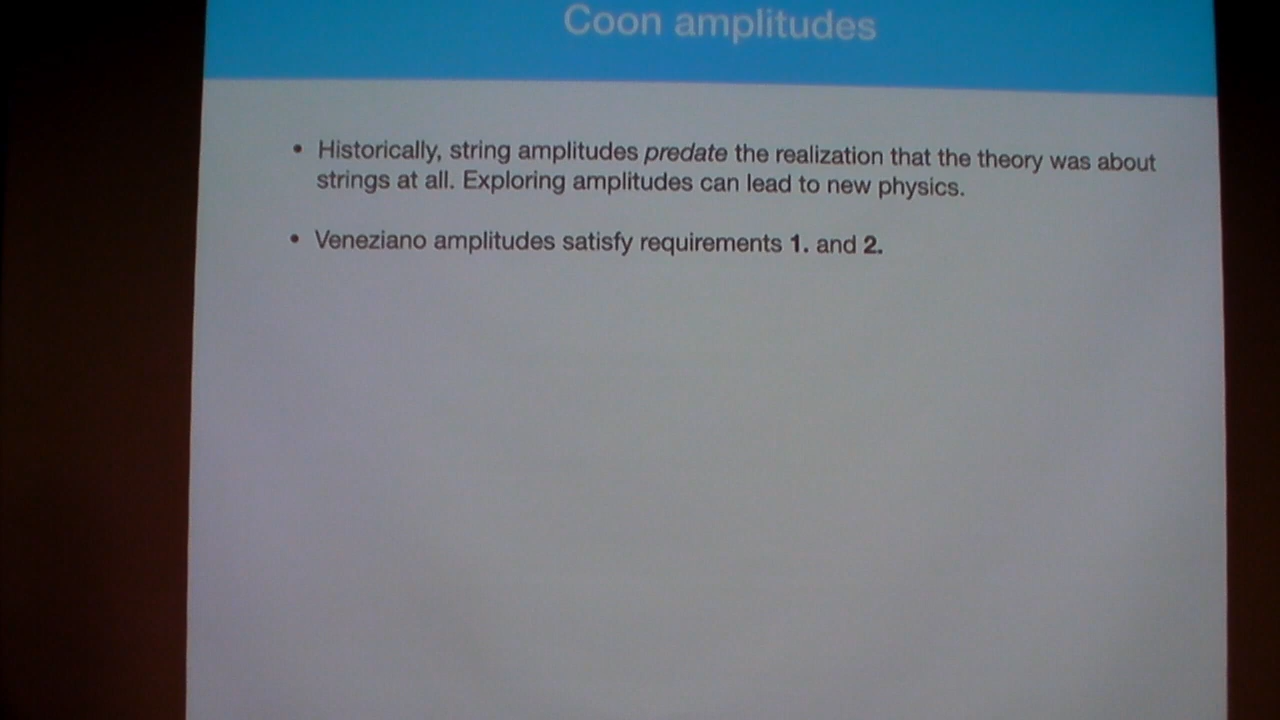 Coon amplitudes
• Historically, string amplitudes predate the realization that the theory was about
strings at all. Exploring amplitudes can lead to new physics.
• Veneziano amplitudes satisfy requirements 1. and 2.